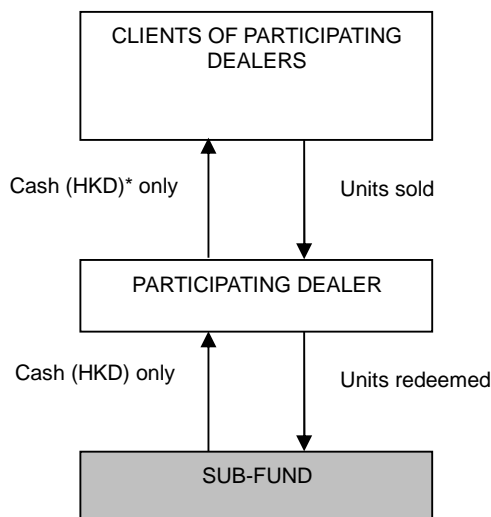 CLIENTS OF PARTICIPATING
DEALERS
Cash (HKD)* only
Units sold
PARTICIPATING DEALER
Cash (HKD) only
Units redeemed
SUB-FUND